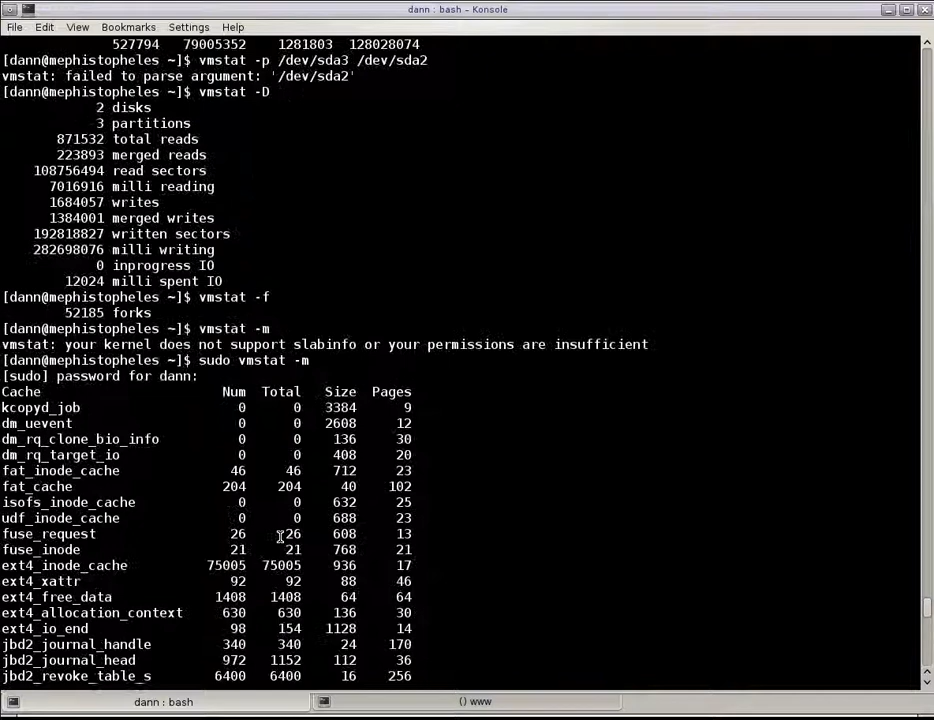 dann : bash - Konsole
File Edit View Bookmarks Settings Help
527794 79005352 1281803 128028074
[dann@mephistopheles ~]$ vmstat -p /dev/sda3 /dev/sda2
vmstat: failed to parse argument: '/dev/sda2'
[dann@mephistopheles ~]$ vmstat -D
2 disks
3 partitions
871532 total reads
223893 merged reads
108756494 read sectors
7016916 milli reading
1684057 writes
1384001 merged writes
192818827 written sectors
282698076 milli writing
0 inprogress IO
12024 milli spent IO
[dann@mephistopheles ~]$ vmstat -f
52185 forks
[dann@mephistopheles ~]$ vmstat -m
vmstat: your kernel does not support slabinfo or your permissions are insufficient
[dann@mephistopheles ~]$ sudo vmstat -m
[sudo] password for dann:
Cache Num Total Size Pages
kcopyd_job 0 0 3384 9
dm_uevent 0 0 2608 12
dm_rq_clone_bio_info 0 0 136 30
dm_rq_target_io 0 0 408 20
fat_inode_cache 46 46 712 23
fat_cache 204 204 40 102
isofs_inode_cache 0 0 632 25
udf_inode_cache 0 0 688 23
fuse_request 26 26 608 13
fuse_inode 21 21 768 21
ext4_inode_cache 75005 75005 936 17
ext4_xattr 92 92 88 46
ext4_free_data 1408 1408 64 64
ext4_allocation_context 630 630 136 30
ext4_io_end 98 154 1128 14
jbd2_journal_handle 340 340 24 170
jbd2_journal_head 972 1152 112 36
jbd2_revoke_table_s 6400 6400 16 256
dann : bash
() www